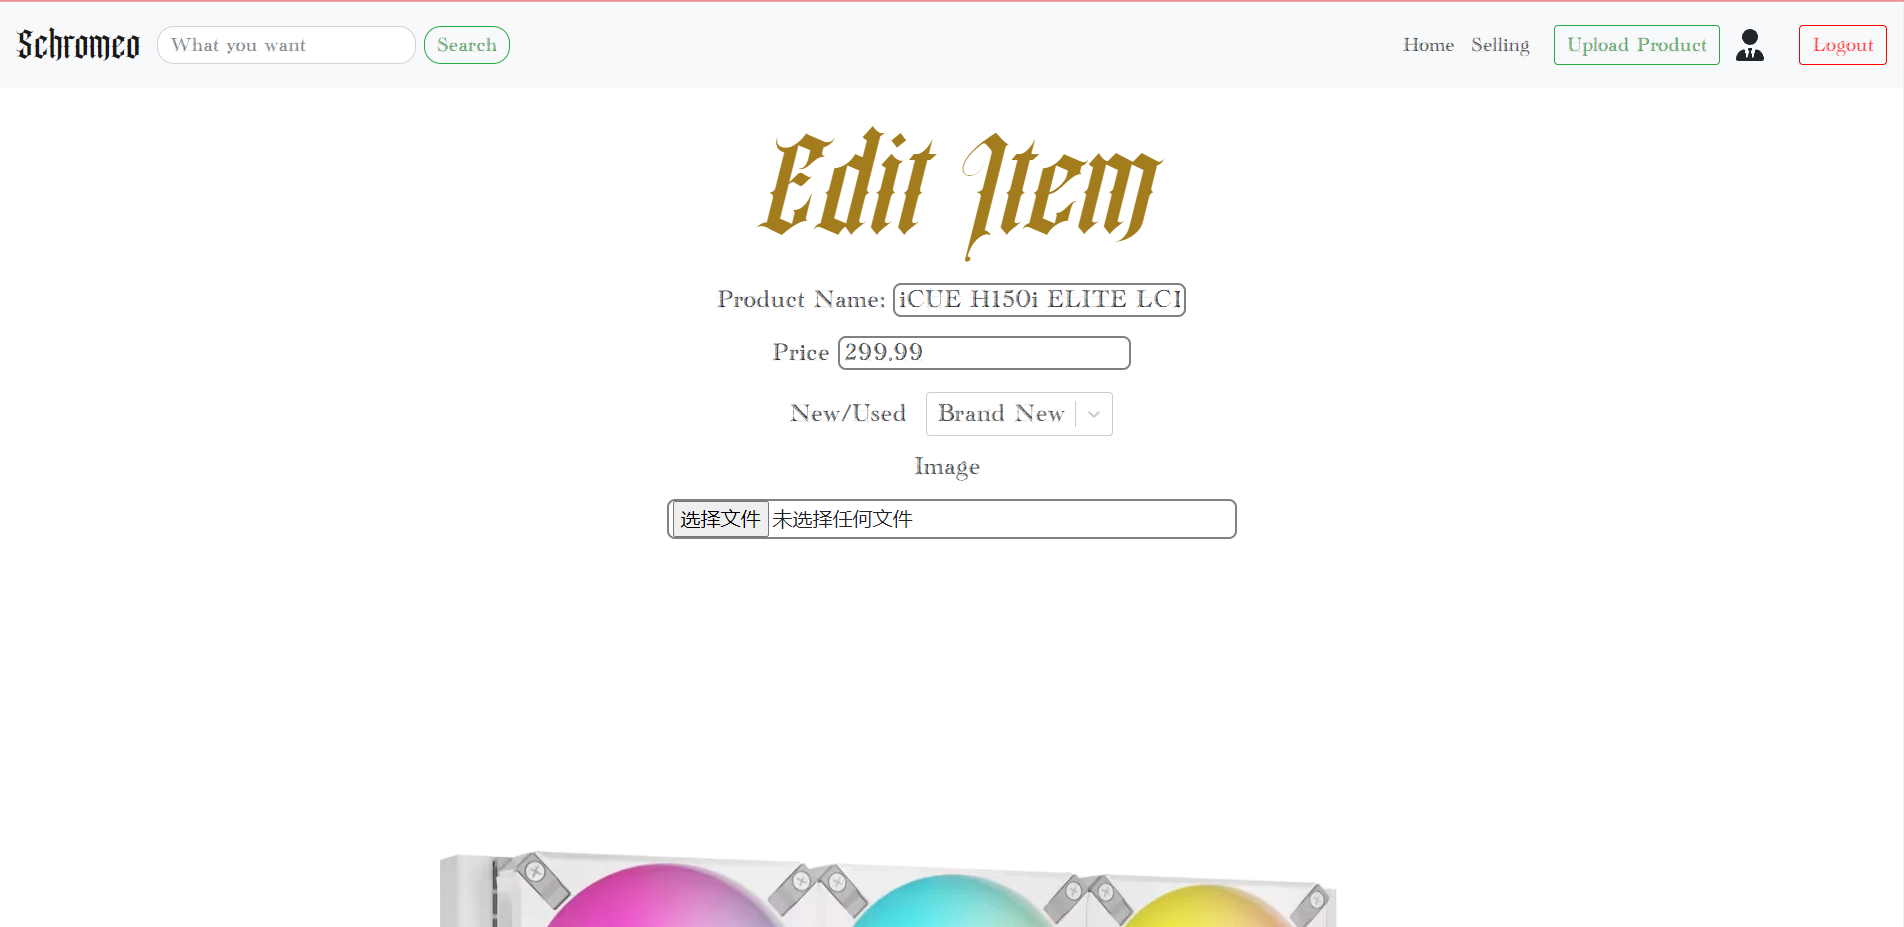 Schromeo What you want Search Home Selling Upload Product Logout
Edit Item
Product Name: iCUE H150i ELITE LCI
Price 299.99
New/Used Brand New
Image
选择文件 未选择任何文件